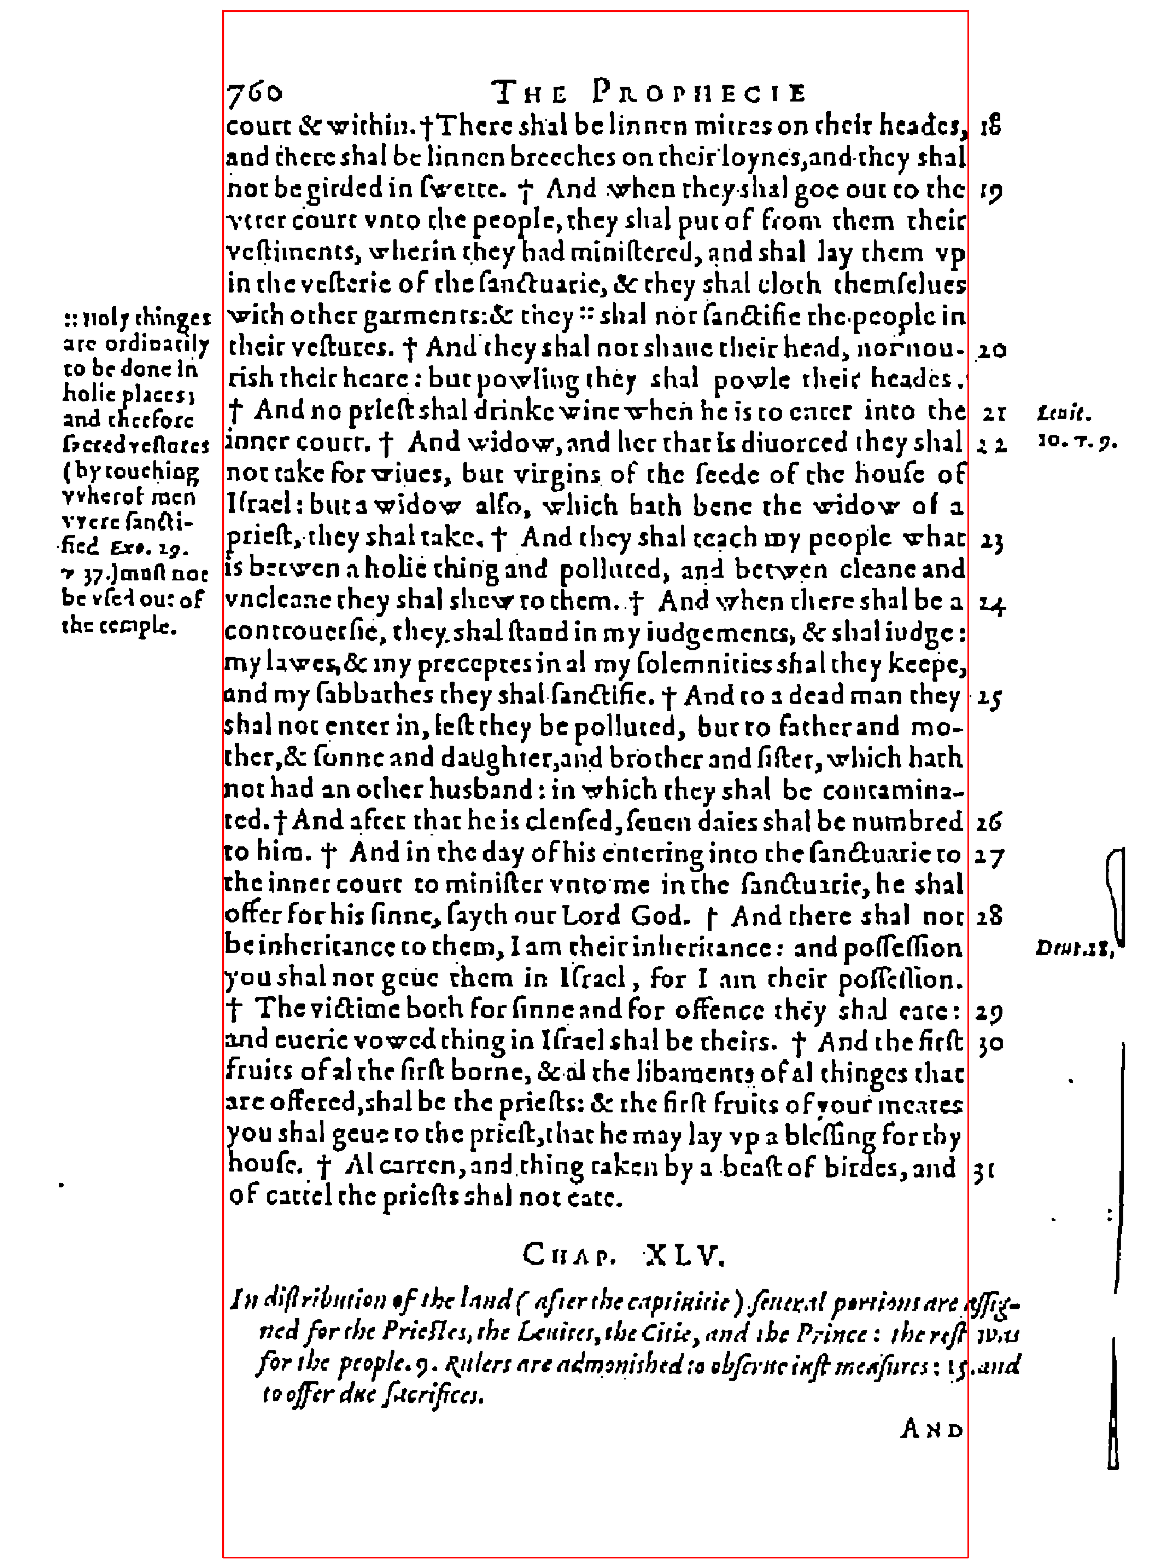 760 THE PROPHECIE
court & within. † There shal be linnen mitres on their heades, 18
and there shal be linnen breeches on their loynes, and they shal
not be girded in ſwette. † And when they shal goe out to the 19
vtter court vnto the people, they shal put of from them their
veſtiments, wherin they had miniſtered, and shal lay them vp
in the veſterie of the ſanctuarie, & they shal cloth themſelues
with other garments: & they :: shal not ſanctifie the people in
their veſtures. † And they shal not shaue their head, nor nou- 20
rish their heare: but powling they shal powle their heades.
† And no prieſt shal drinke wine when he is to enter into the 21
inner court. † And widow, and her that is diuorced they shal 22
not take for wiues, but virgins of the ſeede of the houſe of
Iſrael: but a widow alſo, which hath bene the widow of a
prieſt, they shal take. † And they shal teach my people what 23
is betwen a holie thing and polluted, and betwen cleane and
vncleane they shal shew to them. † And when there shal be a 24
controuerſie, they shal ſtand in my iudgements, & shal iudge:
my lawes, & my preceptes in al my ſolemnities shal they keepe,
and my ſabbathes they shal ſanctifie. † And to a dead man they 25
shal not enter in, leſt they be polluted, but to father and mo-
ther, & ſonne and daughter, and brother and ſiſter, which hath
not had an other husband: in which they shal be contamina-
ted. † And after that he is clenſed, ſeuen daies shal be numbred 26
to him. † And in the day of his entering into the ſanctuarie to 27
the inner court to miniſter vnto me in the ſanctuarie, he shal
offer for his ſinne, ſayth our Lord God. † And there shal not 28
be inheritance to them, I am their inheritance: and poſſeſſion
you shal not geue them in Iſrael, for I am their poſſeſſion.
† The victime both for ſinne and for offence they shal eate: 29
and euerie vowed thing in Iſrael shal be theirs. † And the firſt 30
fruits of al the firſt borne, & al the libaments of al thinges that
are offered, shal be the prieſts: & the firſt fruits of your meates
you shal geue to the prieſt, that he may lay vp a bleſſing for thy
houſe. † Al carren, and thing taken by a beaſt of birdes, and 31
of cattel the prieſts shal not eate.
:: Holy thinges
are ordinarily
to be done in
holie places;
and therfore
ſacred veſtures
(by touching
wherof men
were ſancti-
fied Exo. 29.
v 37.) muſt not
be vſed out of
the temple.
Leuit.
10. v. 9.
Deut. 18,
CHAP. XLV.
In diſtribution of the land (after the captiuitie) ſeueral portions are aſſig-
ned for the Prieſtes, the Leuites, the Citie, and the Prince: the reſt
for the people. 9. Rulers are admonished to obſerue iuſt meaſures: 15. and
to offer due ſacrifices.
AND